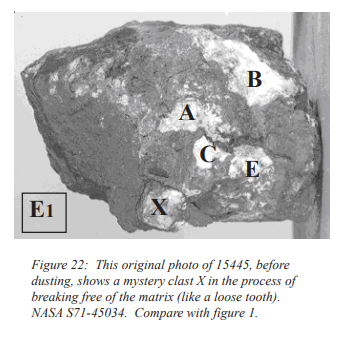 B
A
C
E
X
E1
Figure 22: This original photo of 15445, before
dusting, shows a mystery clast X in the process of
breaking free of the matrix (like a loose tooth).
NASA S71-45034. Compare with figure 1.